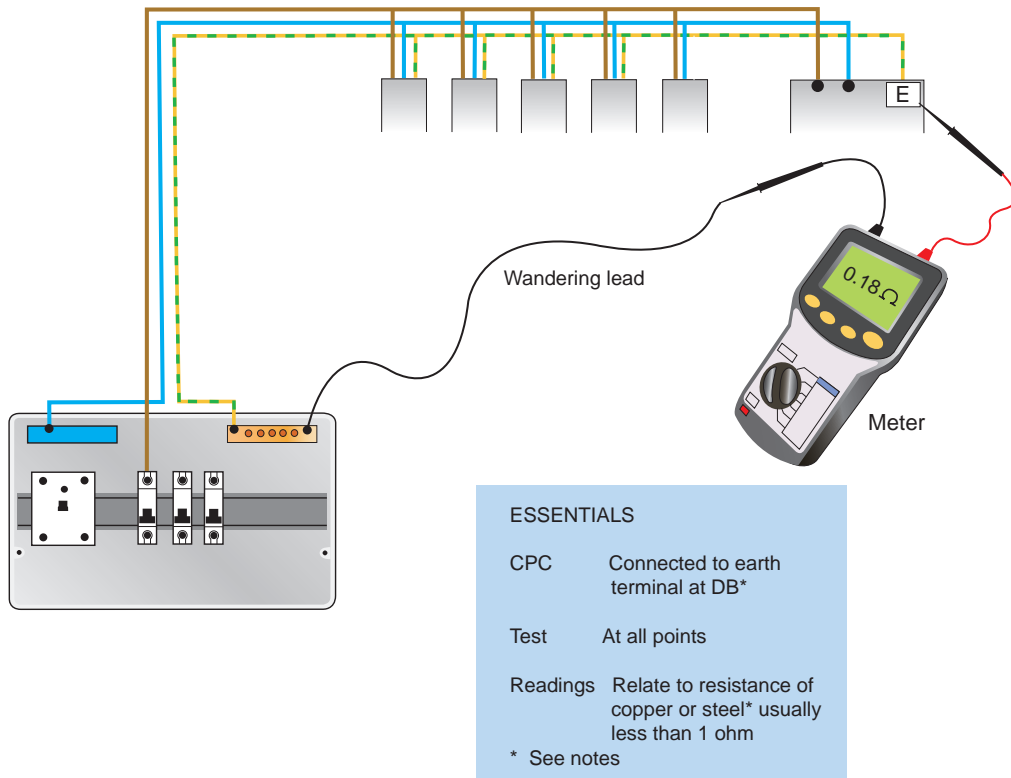 E
Wandering lead
0.18Ω
Meter
ESSENTIALS
CPC Connected to earth
terminal at DB*
Test At all points
Readings Relate to resistance of
copper or steel* usually
less than 1 ohm
* See notes